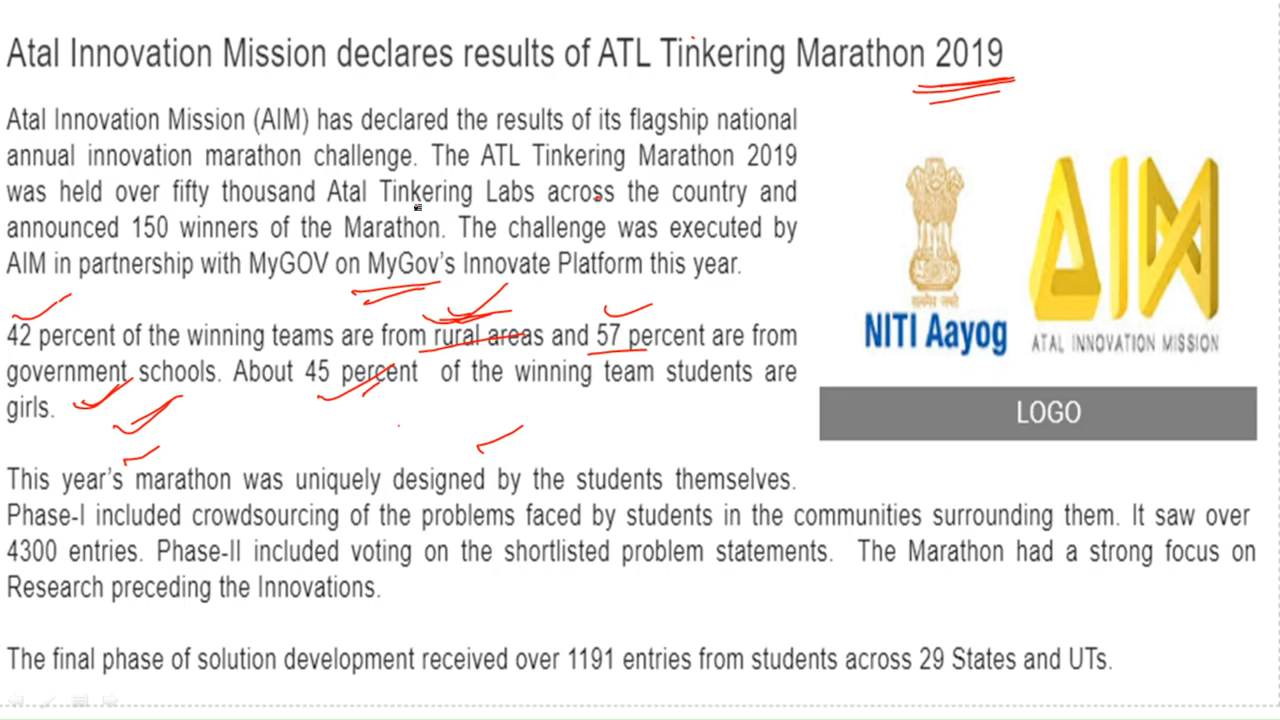 Atal Innovation Mission declares results of ATL Tinkering Marathon 2019
Atal Innovation Mission (AIM) has declared the results of its flagship national
annual innovation marathon challenge. The ATL Tinkering Marathon 2019
was held over fifty thousand Atal Tinkering Labs across the country and
announced 150 winners of the Marathon. The challenge was executed by
AIM in partnership with MyGOV on MyGov's Innovate Platform this year.
42 percent of the winning teams are from rural areas and 57 percent are from
government schools. About 45 percent of the winning team students are
girls.
This year's marathon was uniquely designed by the students themselves.
Phase-I included crowdsourcing of the problems faced by students in the communities surrounding them. It saw over
4300 entries. Phase-II included voting on the shortlisted problem statements. The Marathon had a strong focus on
Research preceding the Innovations.
The final phase of solution development received over 1191 entries from students across 29 States and UTs.
सत्यमेव जयते
NITI Aayog
AIM
ATAL INNOVATION MISSION
LOGO